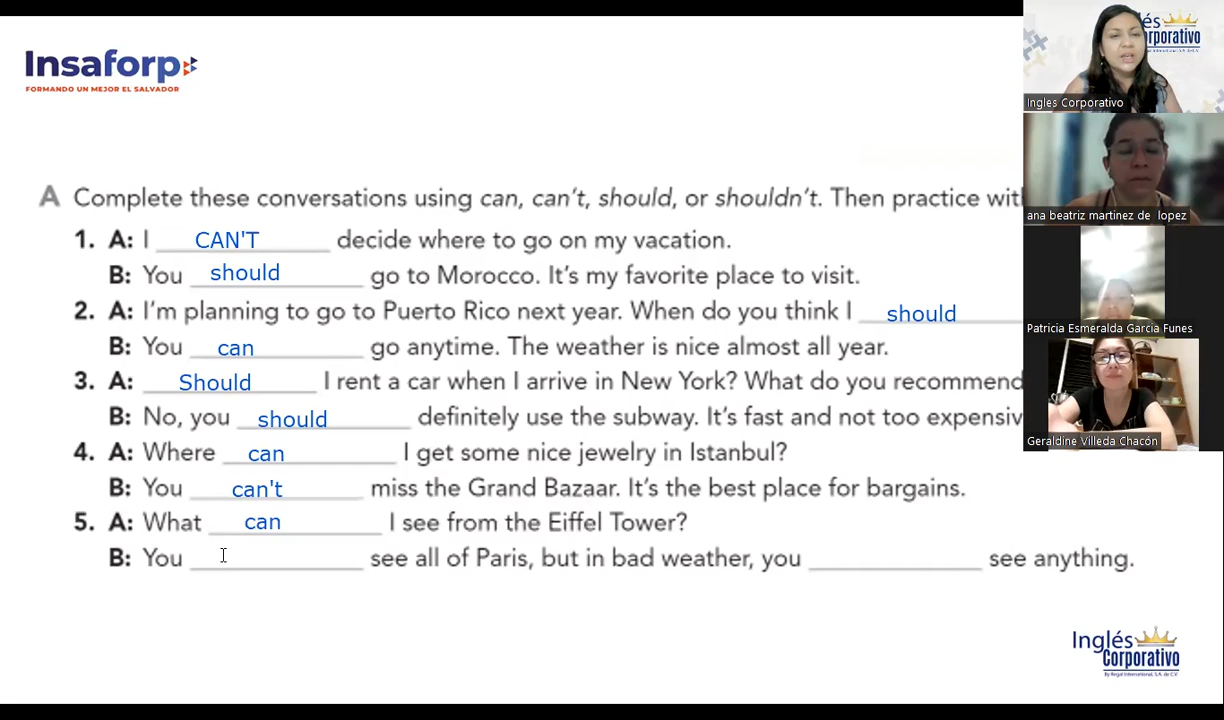 Insaforp
FORMANDO UN MEJOR EL SALVADOR
A Complete these conversations using can, can't, should, or shouldn't. Then practice with
1. A: I CAN'T decide where to go on my vacation.
B: You should go to Morocco. It's my favorite place to visit.
2. A: I'm planning to go to Puerto Rico next year. When do you think I should
B: You can go anytime. The weather is nice almost all year.
3. A: Should I rent a car when I arrive in New York? What do you recommend
B: No, you should definitely use the subway. It's fast and not too expensiv
4. A: Where can I get some nice jewelry in Istanbul?
B: You can't miss the Grand Bazaar. It's the best place for bargains.
5. A: What can I see from the Eiffel Tower?
B: You see all of Paris, but in bad weather, you see anything.
Inglés
Corporativo
By Regal International, S.A. de C.V.
és
orporativo
Ingles Corporativo
ana beatriz martinez de lopez
Patricia Esmeralda Garcia Funes
Geraldine Villeda Chacón